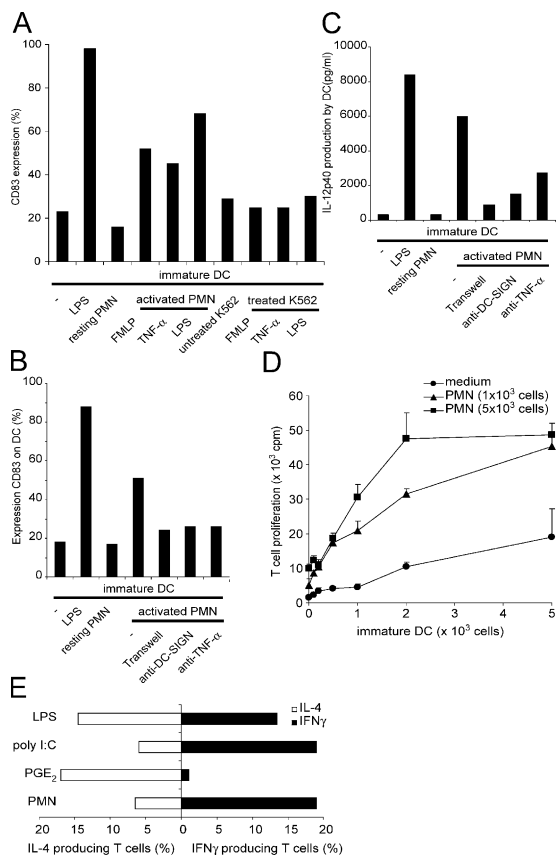 A
CD83 expression (%)
100
80
60
40
20
0
immature DC
-
LPS
resting PMN
activated PMN
FMLP
TNF-α
LPS
untreated K562
treated K562
FMLP
TNF-α
LPS
C
IL-12p40 production by DC(pg/ml)
10000
8000
6000
4000
2000
0
immature DC
-
LPS
resting PMN
activated PMN
-
Transwell
anti-DC-SIGN
anti-TNF-α
B
Expression CD83 on DC (%)
100
80
60
40
20
0
immature DC
-
LPS
resting PMN
activated PMN
-
Transwell
anti-DC-SIGN
anti-TNF-α
D
medium
PMN (1x10³ cells)
PMN (5x10³ cells)
T cell proliferation (x 10³ cpm)
60
50
40
30
20
10
0
0 1 2 3 4 5
immature DC (x 10³ cells)
E
IL-4
IFNγ
LPS
poly I:C
PGE₂
PMN
20 15 10 5 0 0 5 10 15 20
IL-4 producing T cells (%) IFNγ producing T cells (%)